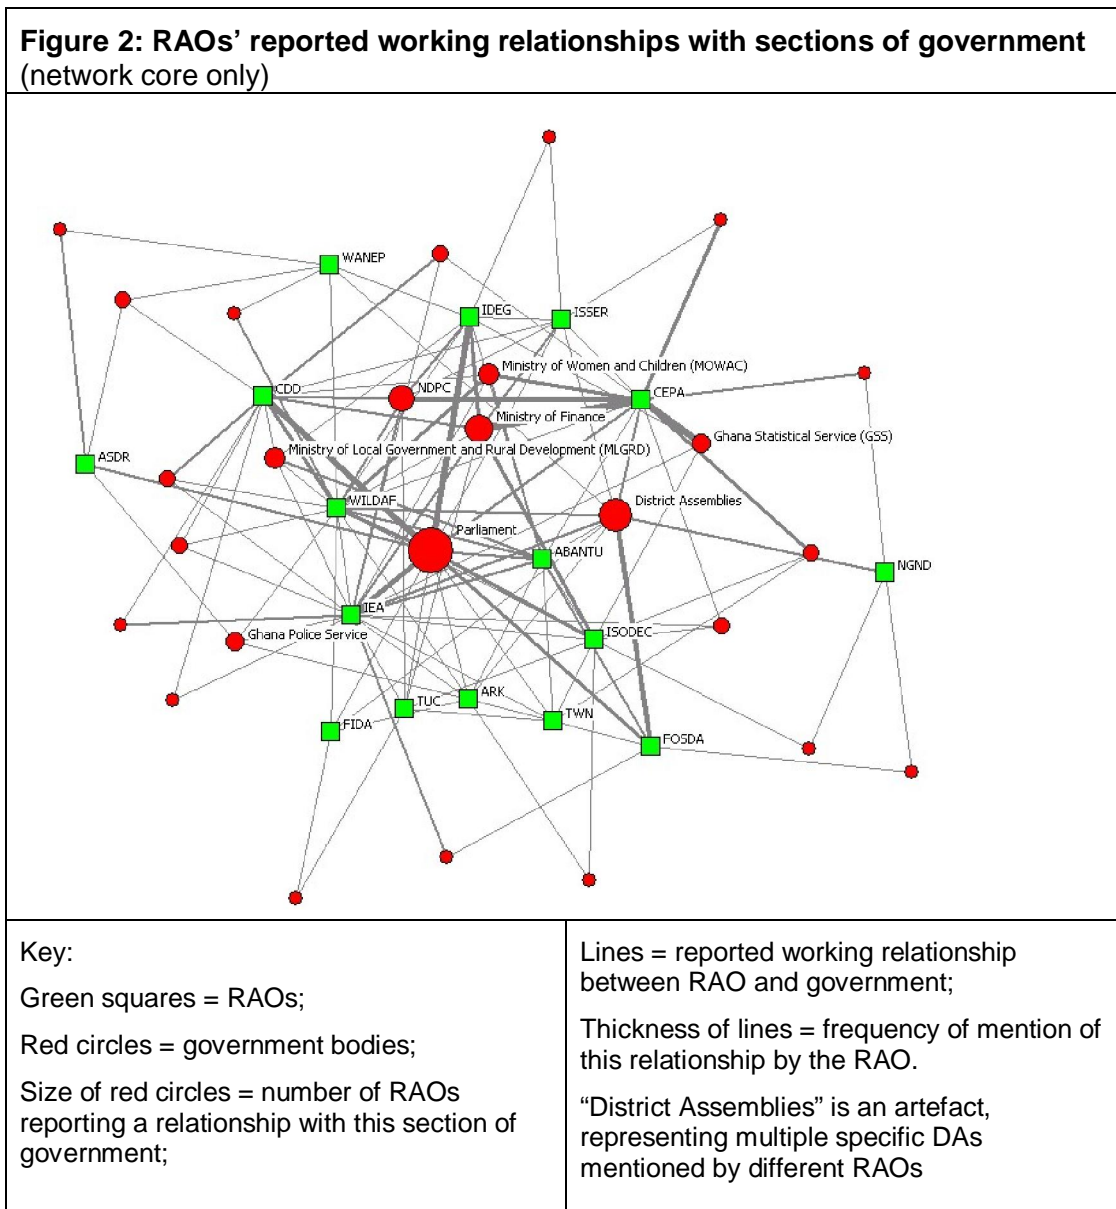 Figure 2: RAOs’ reported working relationships with sections of government
(network core only)
WANEP
IDEG
ISSER
Ministry of Women and Children (MOWAC)
CDD
NDPC
CEPA
Ministry of Finance
Ghana Statistical Service (GSS)
Ministry of Local Government and Rural Development (MLGRD)
ASDR
WILDAF
District Assemblies
Parliament
ABANTU
NGND
IEA
Ghana Police Service
ISODEC
ARK
TUC
TWN
FIDA
FOSDA
Key:
Green squares = RAOs;
Red circles = government bodies;
Size of red circles = number of RAOs
reporting a relationship with this section of
government;
Lines = reported working relationship
between RAO and government;
Thickness of lines = frequency of mention of
this relationship by the RAO.
“District Assemblies” is an artefact,
representing multiple specific DAs
mentioned by different RAOs